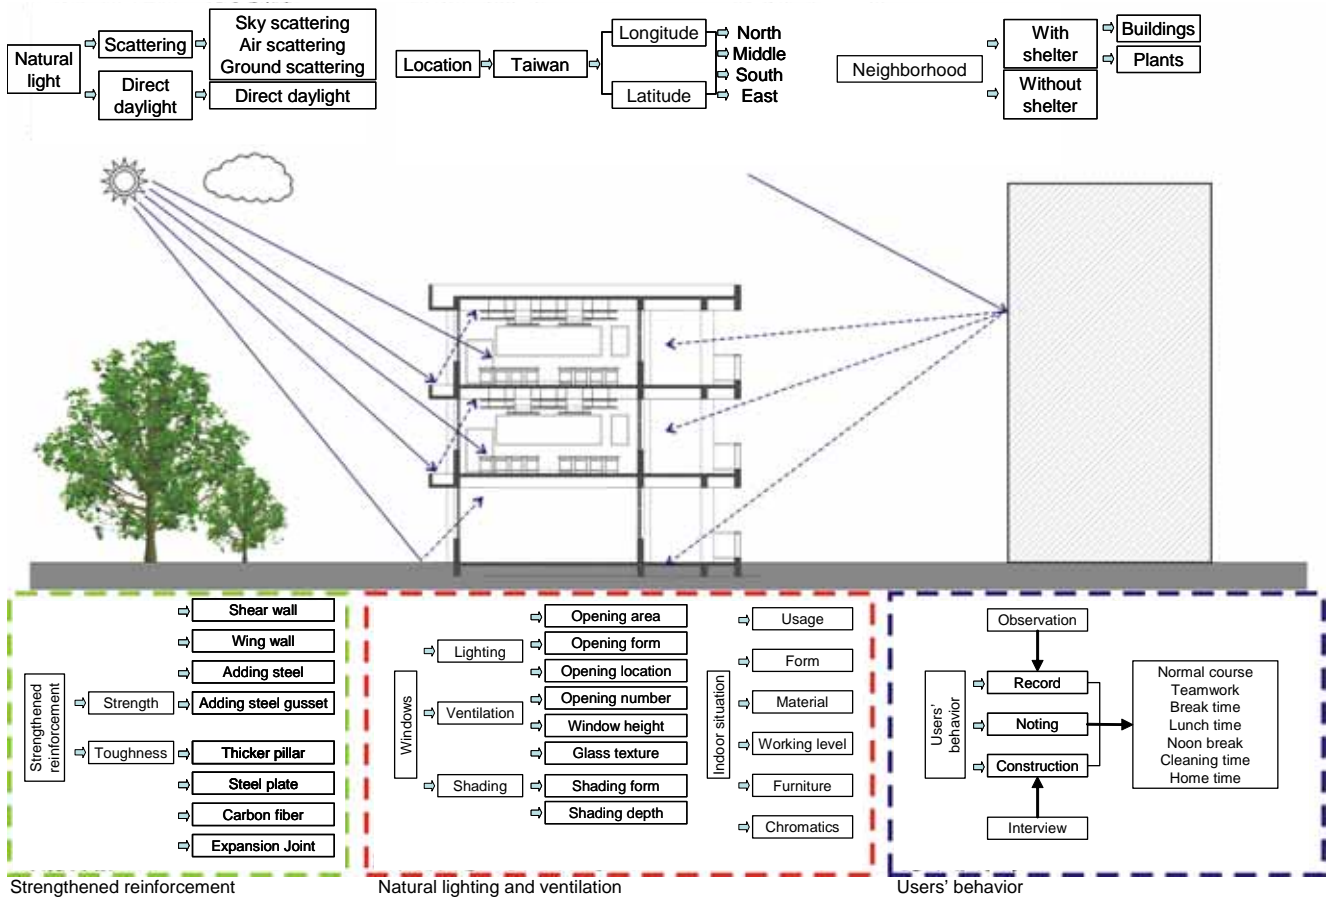 Natural
light
Scattering
Direct
daylight
Sky scattering
Air scattering
Ground scattering
Direct daylight
Location
Taiwan
Longitude
Latitude
North
Middle
South
East
Neighborhood
With
shelter
Without
shelter
Buildings
Plants
Strengthened
reinforcement
Strength
Toughness
Shear wall
Wing wall
Adding steel
Adding steel gusset
Thicker pillar
Steel plate
Carbon fiber
Expansion Joint
Strengthened reinforcement
Windows
Lighting
Ventilation
Shading
Opening area
Opening form
Opening location
Opening number
Window height
Glass texture
Shading form
Shading depth
Indoor situation
Usage
Form
Material
Working level
Furniture
Chromatics
Natural lighting and ventilation
Users’
behavior
Observation
Record
Noting
Construction
Interview
Normal course
Teamwork
Break time
Lunch time
Noon break
Cleaning time
Home time
Users’ behavior